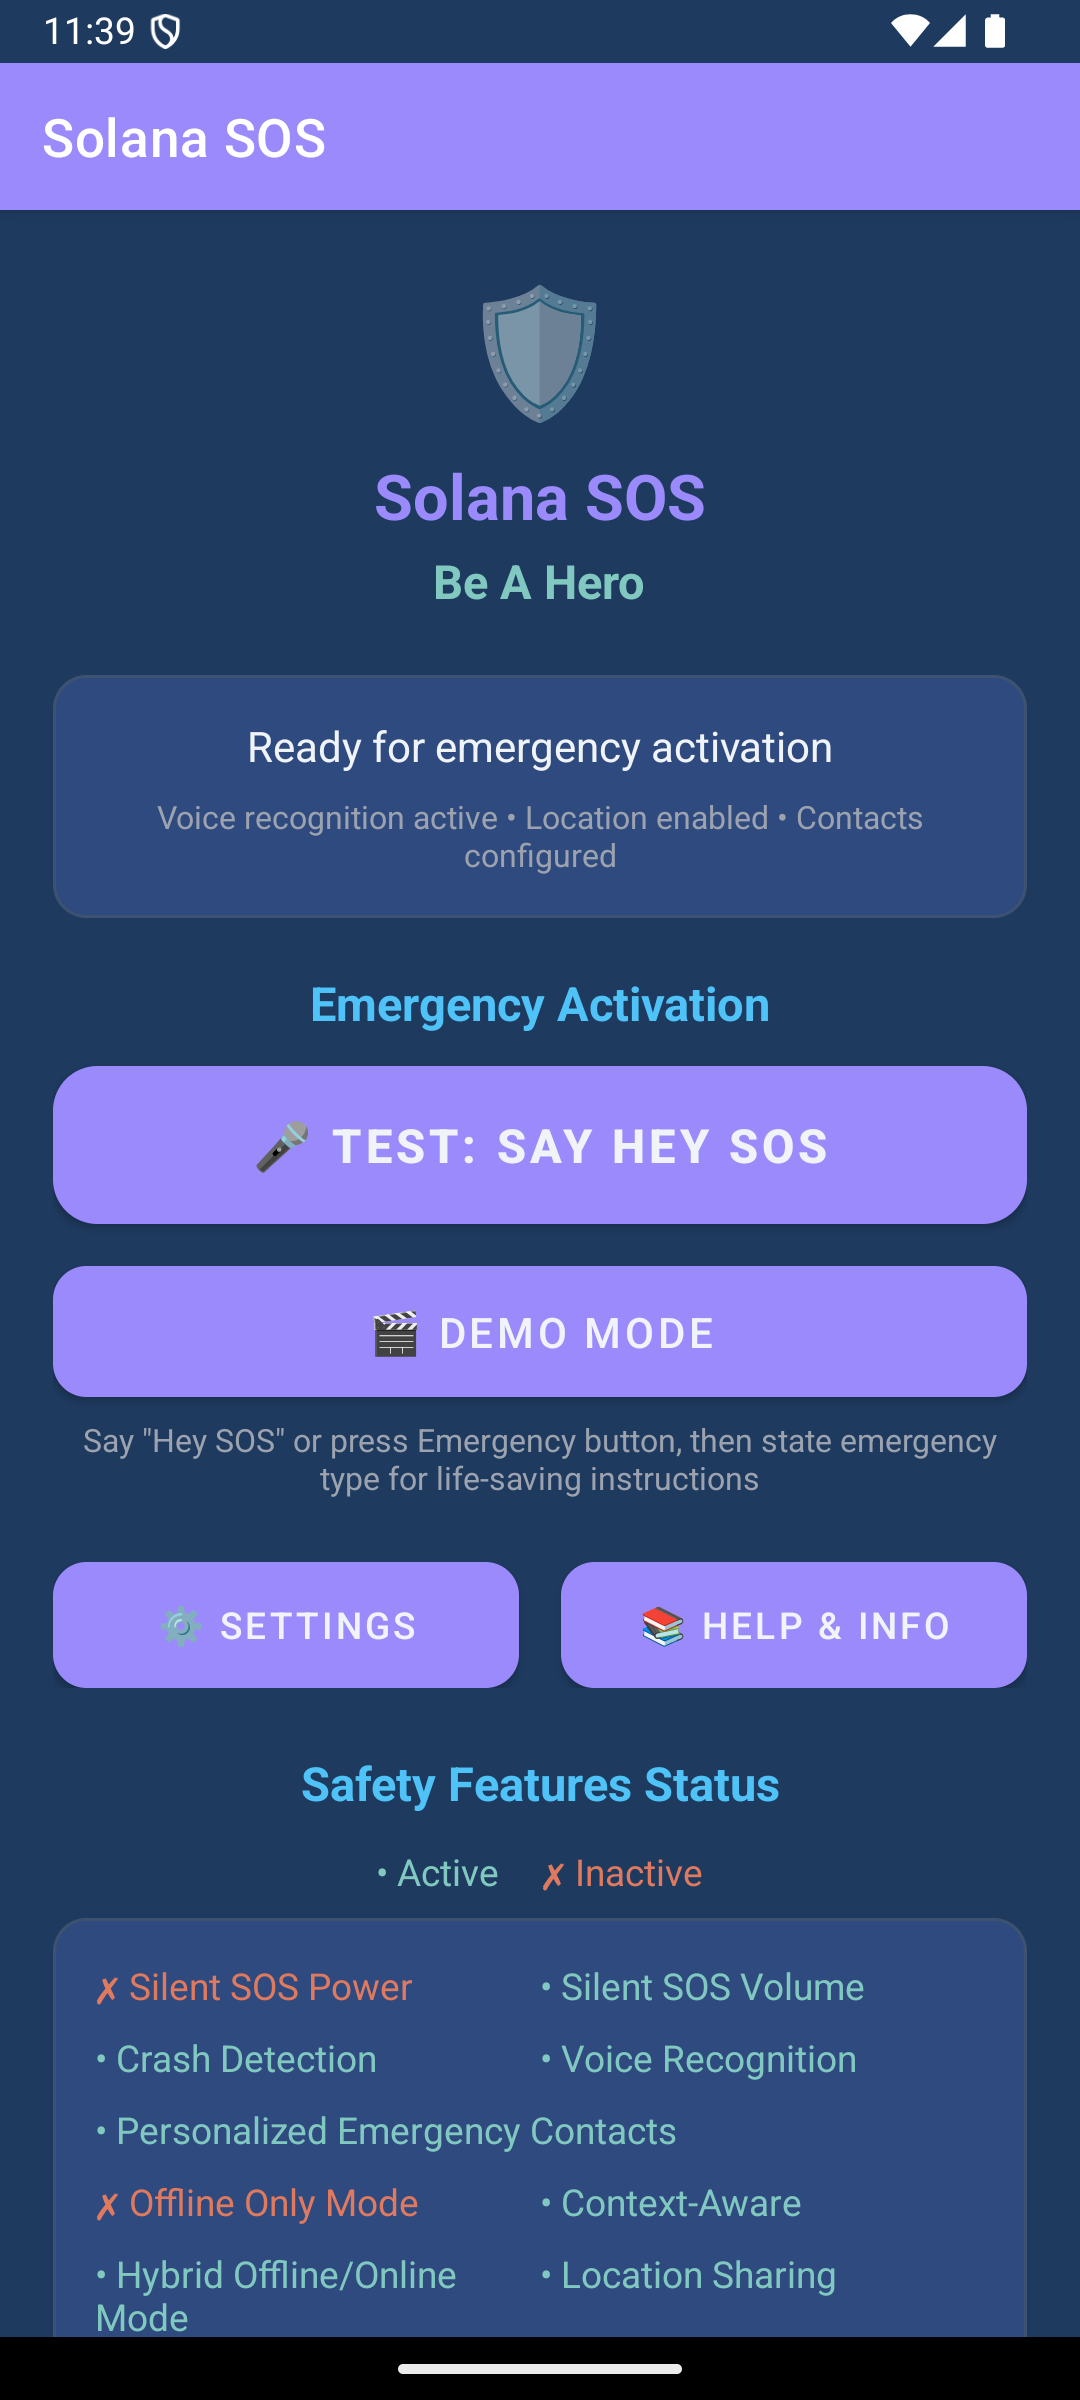 11:39
Solana SOS
Solana SOS
Be A Hero
Ready for emergency activation
Voice recognition active • Location enabled • Contacts
configured
Emergency Activation
🎤 TEST: SAY HEY SOS
🎬 DEMO MODE
Say "Hey SOS" or press Emergency button, then state emergency
type for life-saving instructions
⚙️ SETTINGS
📚 HELP & INFO
Safety Features Status
• Active ✗ Inactive
✗ Silent SOS Power
• Silent SOS Volume
• Crash Detection
• Voice Recognition
• Personalized Emergency Contacts
✗ Offline Only Mode
• Context-Aware
• Hybrid Offline/Online
Mode
• Location Sharing